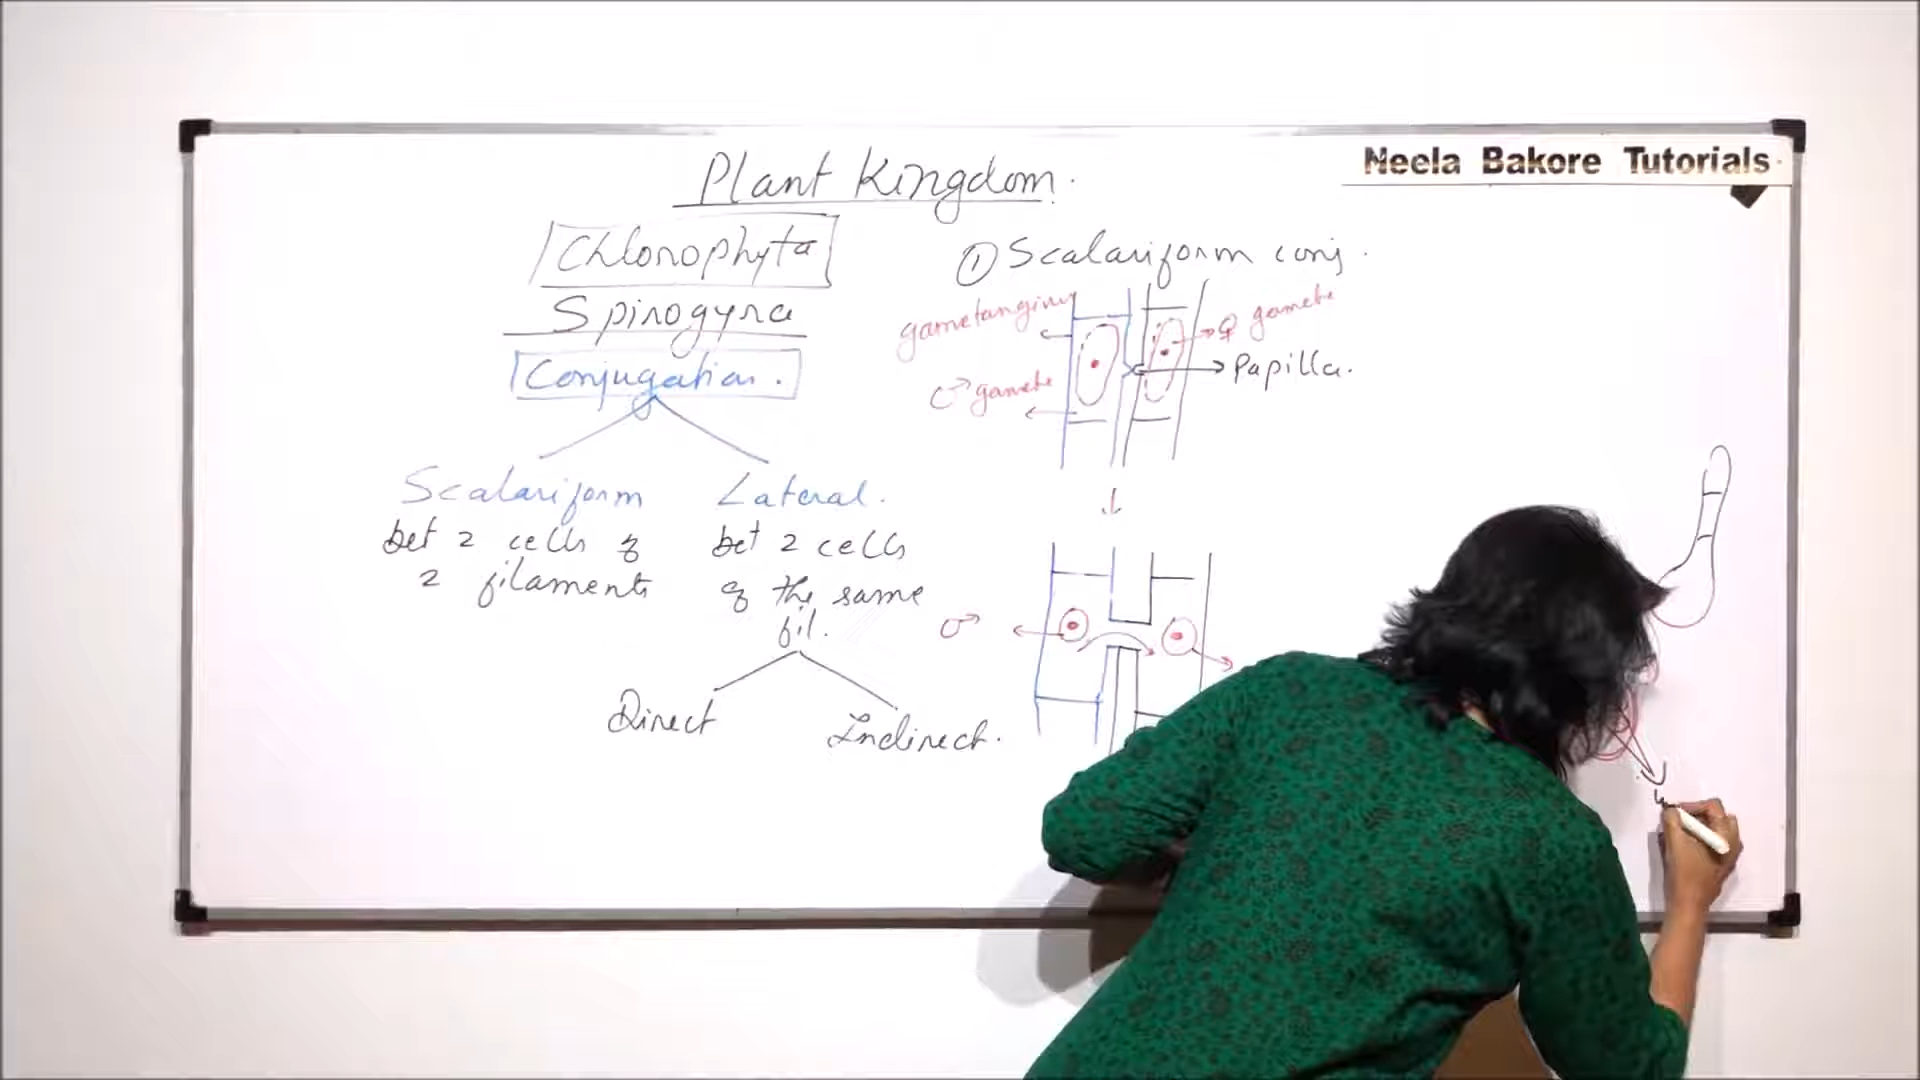 Neela Bakore Tutorials
Plant Kingdom.
Chlorophyta
Spirogyra
Conjugation.
Scalariform
bet 2 cells of
2 filaments
Lateral.
bet 2 cells
of the same
fil.
Direct
Indirect.
① Scalariform conj.
gametangium
♀ gamete
Papilla.
♂ gamete
♂